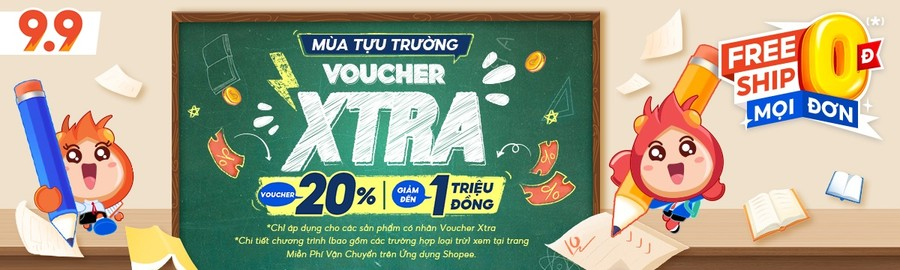 9.9
MÙA TỰU TRƯỜNG
VOUCHER
XTRA
VOUCHER 20% | GIẢM ĐẾN 1 TRIỆU ĐỒNG
*Chỉ áp dụng cho các sản phẩm có nhãn Voucher Xtra
*Chi tiết chương trình (bao gồm các trường hợp loại trừ) xem tại trang
Miễn Phí Vận Chuyển trên Ứng dụng Shopee.
FREE
SHIP 0Đ (*)
MỌI ĐƠN